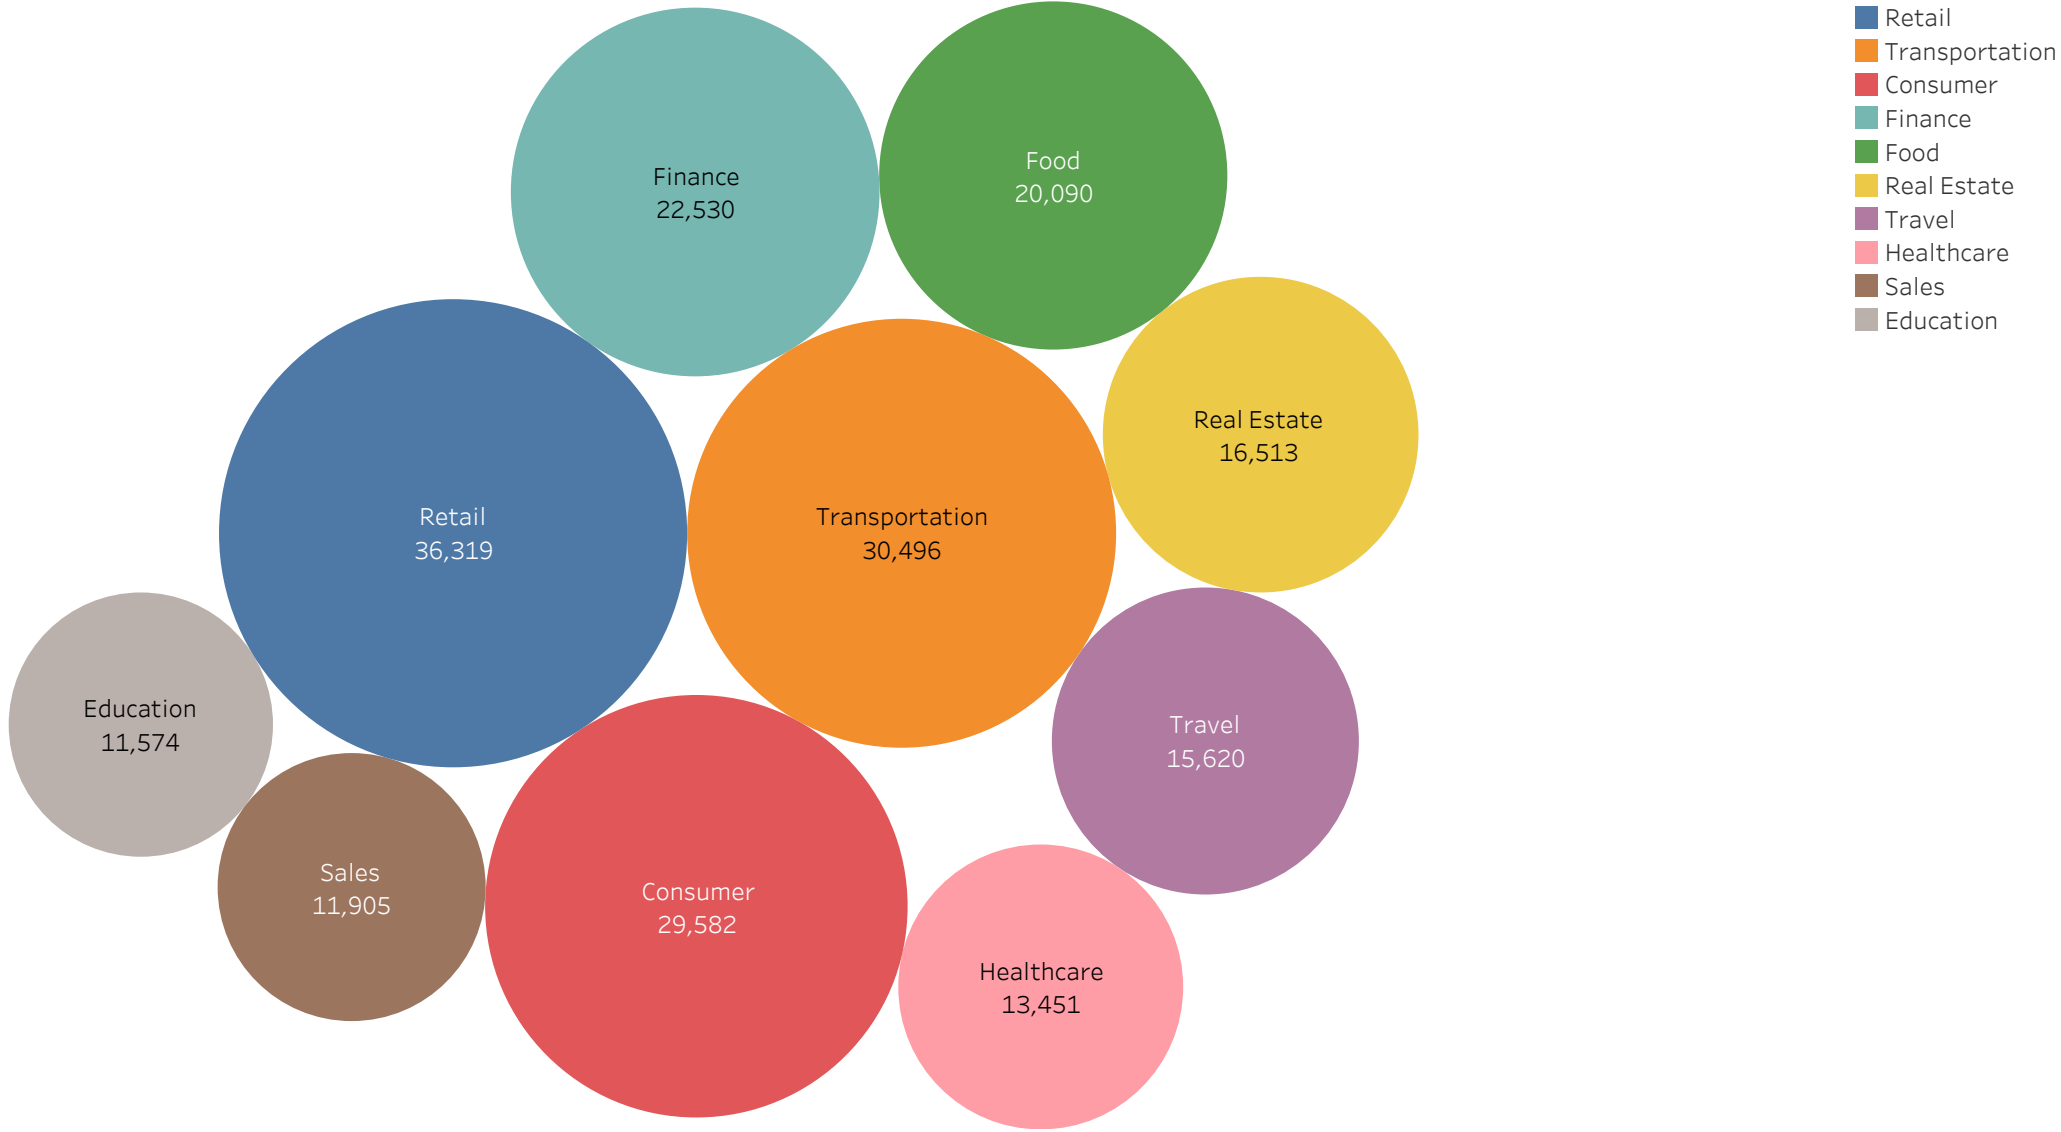 Finance
22,530
Food
20,090
Real Estate
16,513
Retail
36,319
Transportation
30,496
Education
11,574
Travel
15,620
Sales
11,905
Consumer
29,582
Healthcare
13,451
Retail
Transportation
Consumer
Finance
Food
Real Estate
Travel
Healthcare
Sales
Education